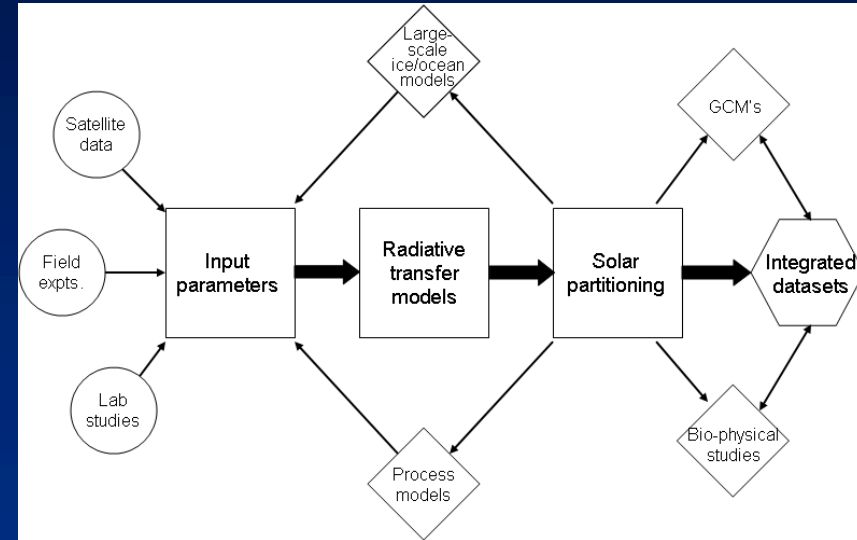 Large-
scale
ice/ocean
models
GCM's
Satellite
data
Field
expts.
Input
parameters
Radiative
transfer
models
Solar
partitioning
Integrated
datasets
Lab
studies
Process
models
Bio-physical
studies